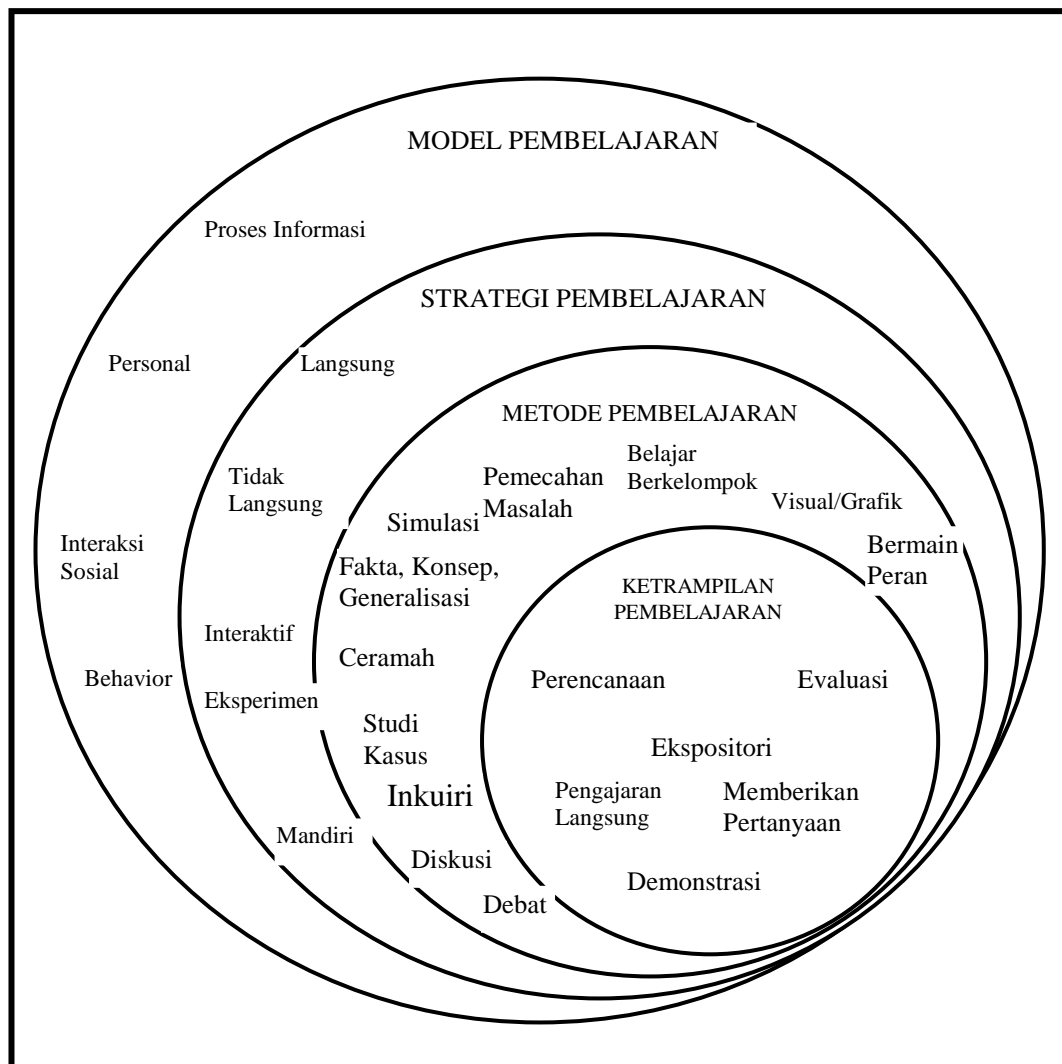 MODEL PEMBELAJARAN
Proses Informasi
Personal
Interaksi
Sosial
Behavior
STRATEGI PEMBELAJARAN
Langsung
Tidak
Langsung
Interaktif
Eksperimen
Mandiri
METODE PEMBELAJARAN
Belajar
Berkelompok
Pemecahan
Masalah
Visual/Grafik
Simulasi
Bermain
Peran
Fakta, Konsep,
Generalisasi
Ceramah
Studi
Kasus
Inkuiri
Diskusi
Debat
KETRAMPILAN
PEMBELAJARAN
Perencanaan
Evaluasi
Ekspositori
Pengajaran
Langsung
Memberikan
Pertanyaan
Demonstrasi